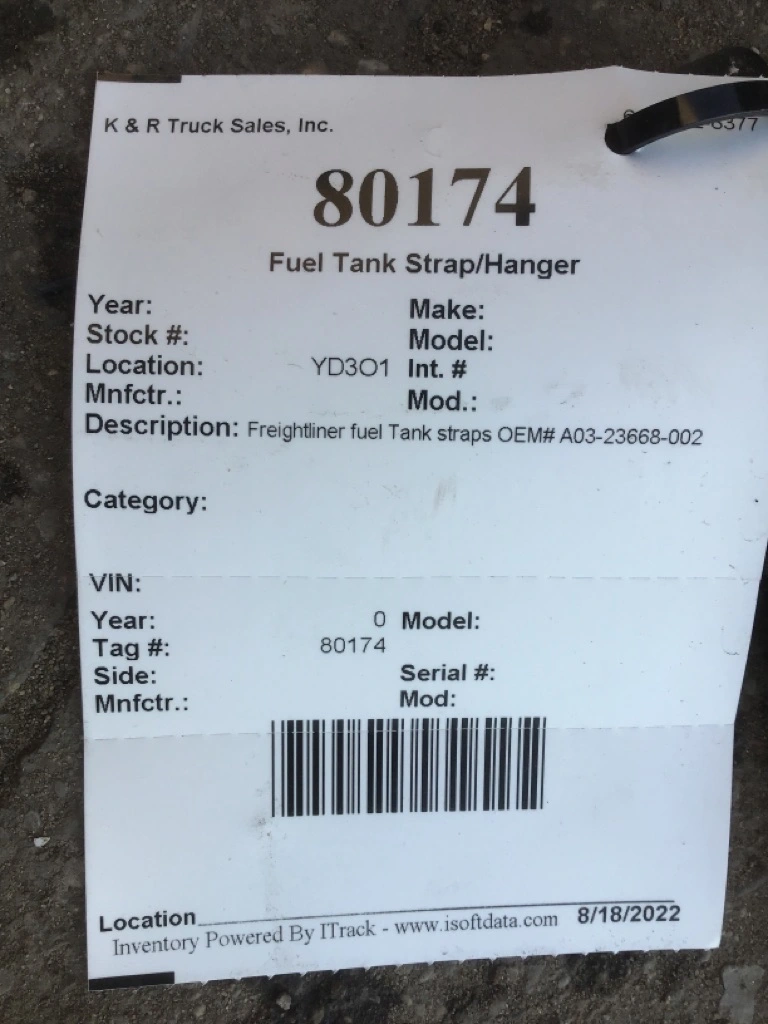 K & R Truck Sales, Inc.
80174
Fuel Tank Strap/Hanger
Year: Make:
Stock #: Model:
Location: YD3O1 Int. #
Mnfctr.: Mod.:
Description: Freightliner fuel Tank straps OEM# A03-23668-002
Category:
VIN:
Year: 0 Model:
Tag #: 80174
Side: Serial #:
Mnfctr.: Mod:
Location 8/18/2022
Inventory Powered By ITrack - www.isoftdata.com